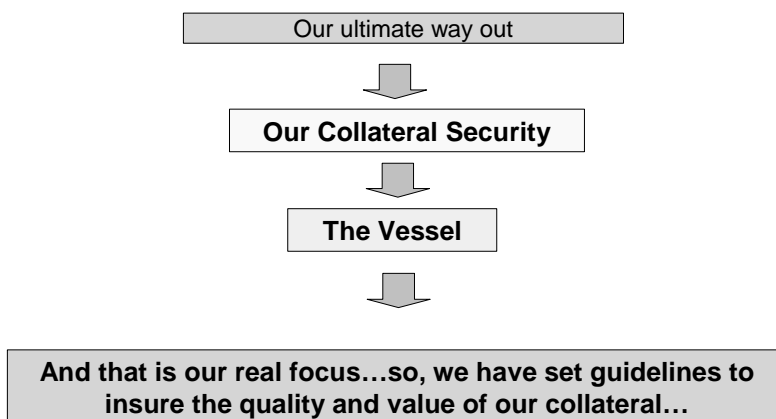 Our ultimate way out
Our Collateral Security
The Vessel
And that is our real focus…so, we have set guidelines to
insure the quality and value of our collateral…